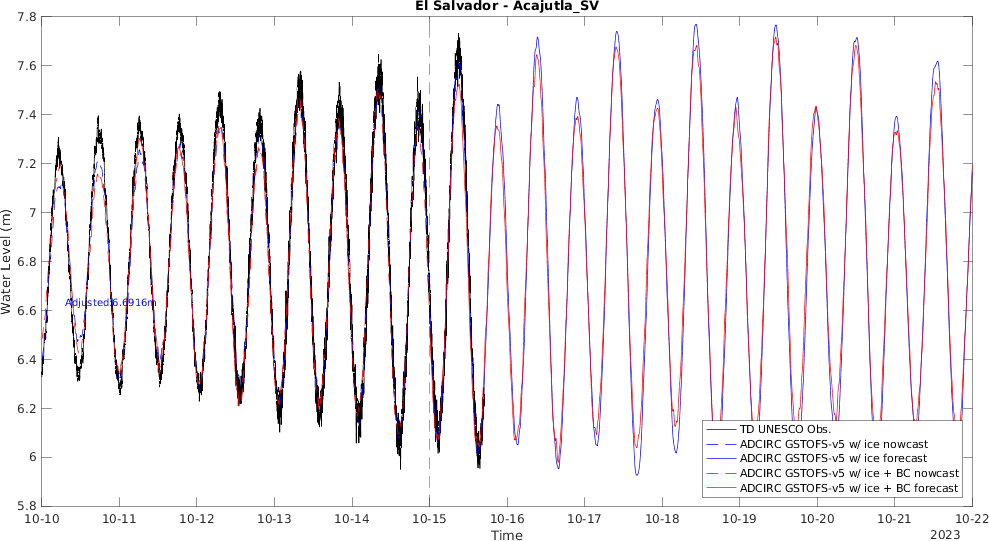 El Salvador - Acajutla_SV
7.8
7.6
7.4
7.2
7
6.8
6.6
6.4
6.2
6
5.8
Water Level (m)
Adjusted:6.6916m
TD UNESCO Obs.
ADCIRC GSTOFS-v5 w/ ice nowcast
ADCIRC GSTOFS-v5 w/ ice forecast
ADCIRC GSTOFS-v5 w/ ice + BC nowcast
ADCIRC GSTOFS-v5 w/ ice + BC forecast
10-10 10-11 10-12 10-13 10-14 10-15 10-16 10-17 10-18 10-19 10-20 10-21 10-22
Time
2023